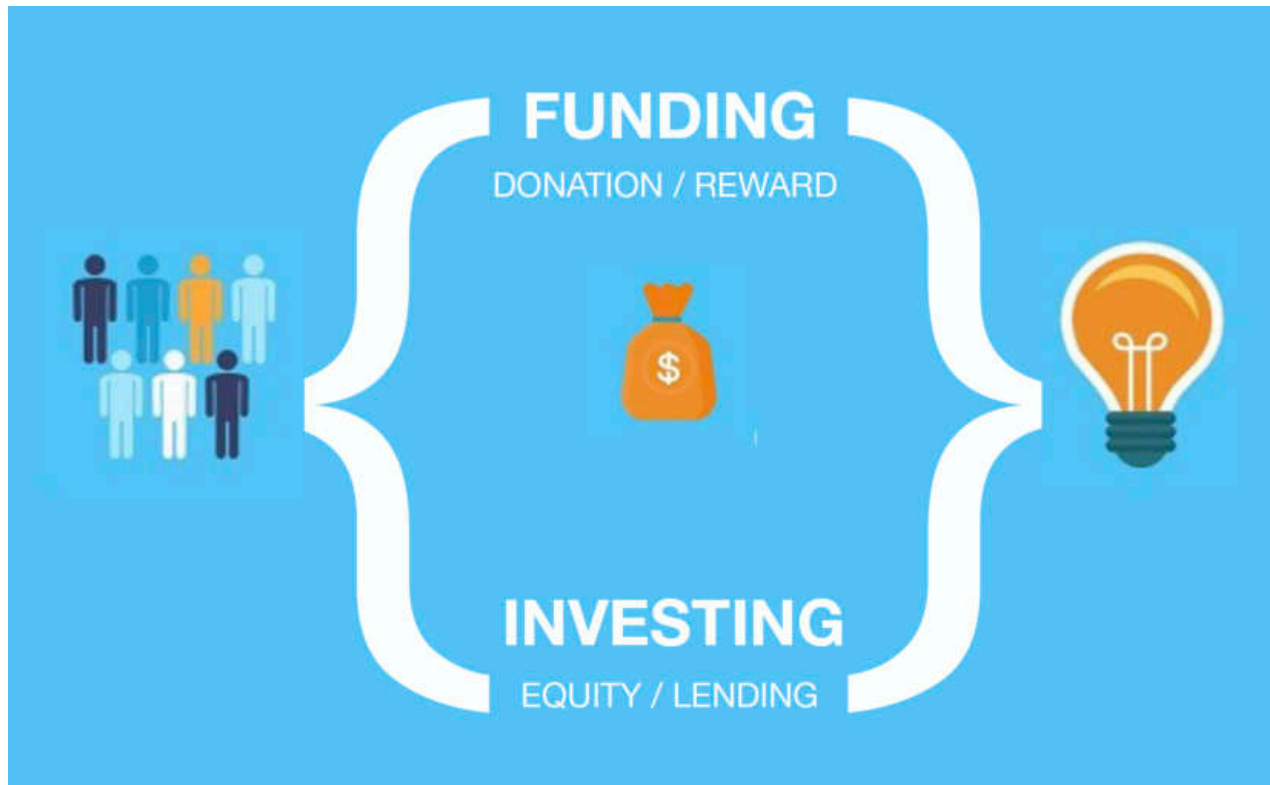 FUNDING
DONATION / REWARD
$
INVESTING
EQUITY / LENDING